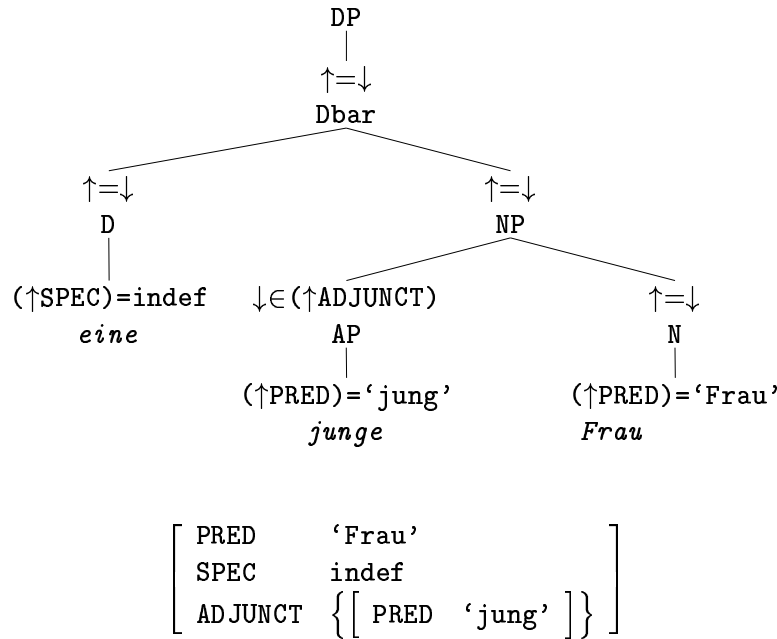 DP
↑=↓
Dbar
↑=↓ ↑=↓
D NP
(↑SPEC)=indef ↓∈(↑ADJUNCT) ↑=↓
eine AP N
(↑PRED)=‘jung’ (↑PRED)=‘Frau’
junge Frau
PRED ‘Frau’
SPEC indef
ADJUNCT {[ PRED ‘jung’ ]}